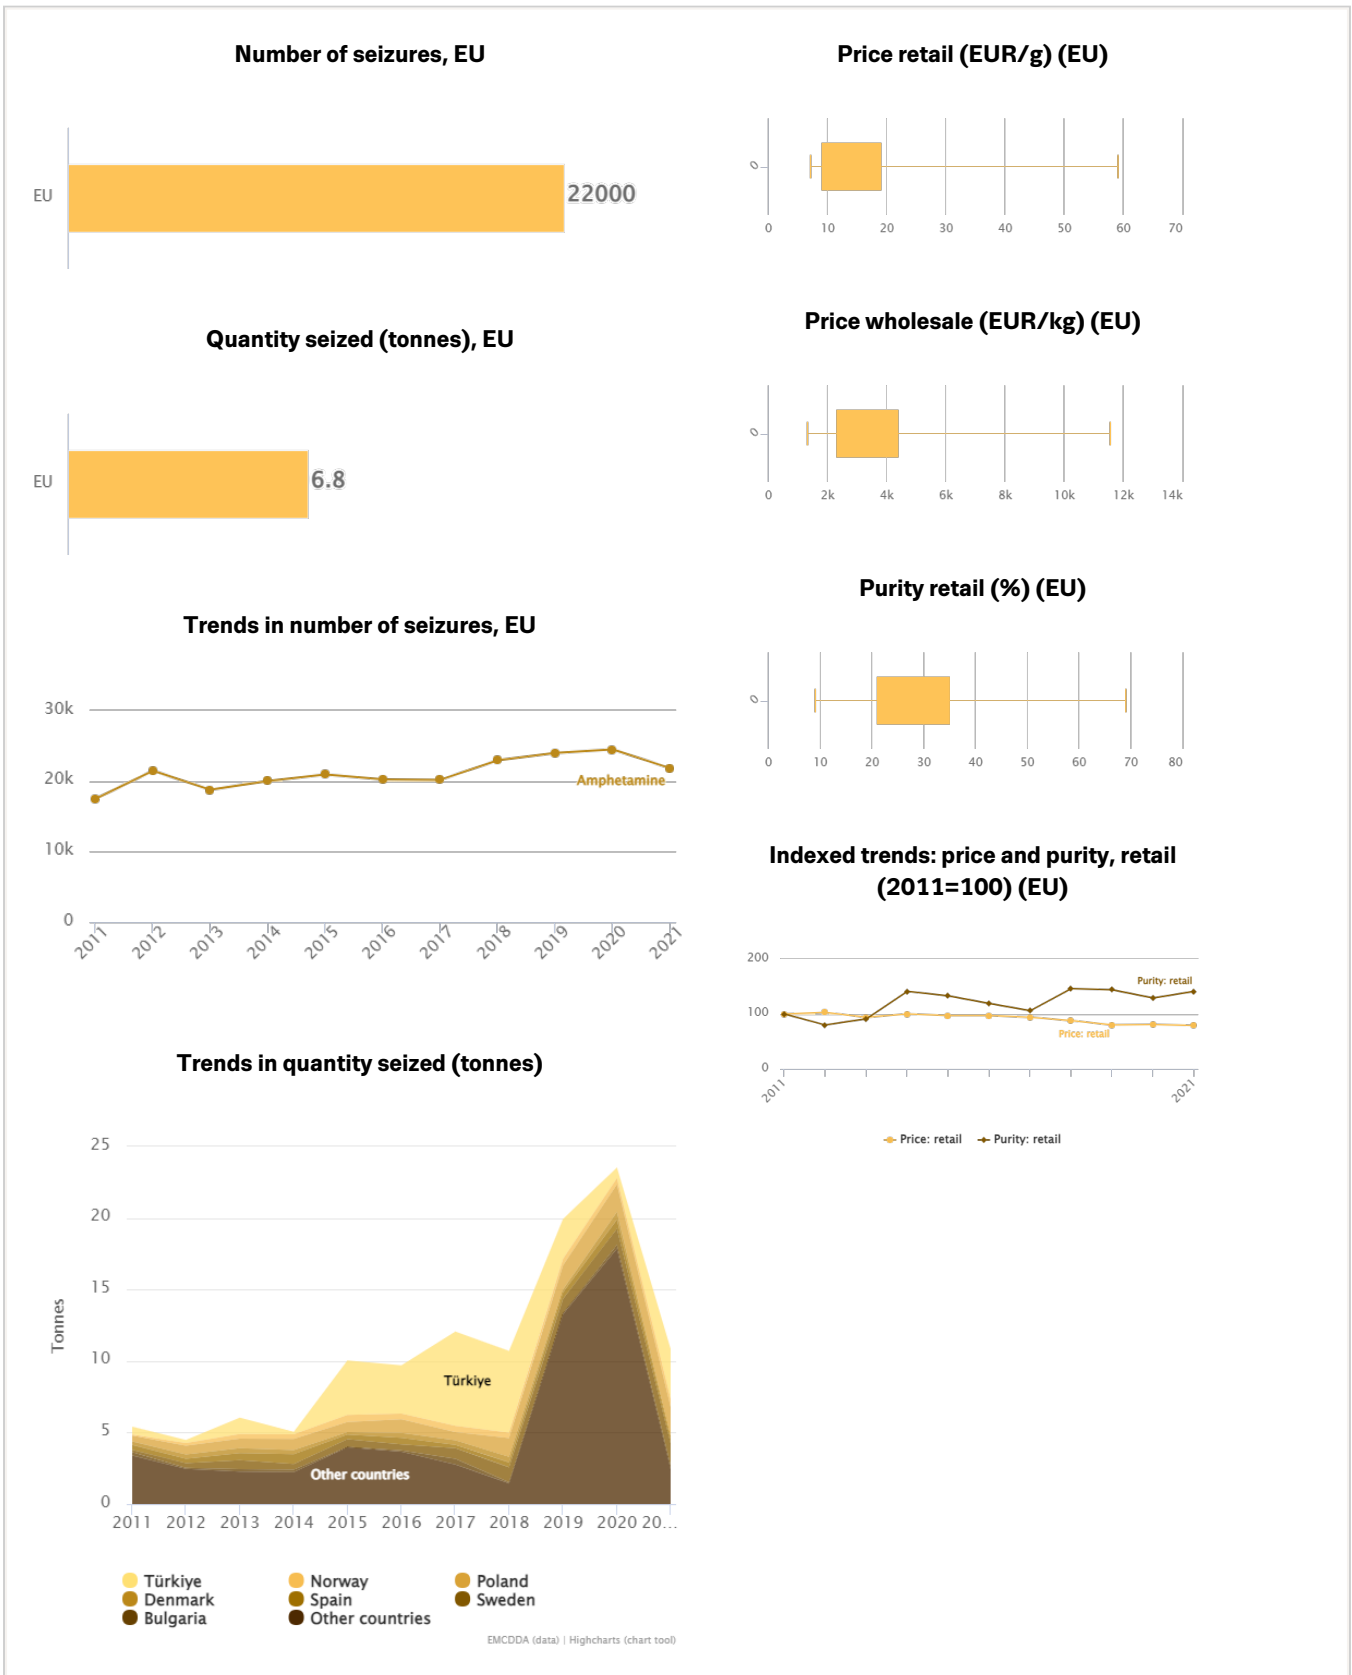 Number of seizures, EU
EU
22000
Quantity seized (tonnes), EU
EU
6.8
Trends in number of seizures, EU
30k
20k
10k
0
Amphetamine
2011 2012 2013 2014 2015 2016 2017 2018 2019 2020 2021
Trends in quantity seized (tonnes)
Tonnes
25
20
15
10
5
0
Türkiye
Other countries
2011 2012 2013 2014 2015 2016 2017 2018 2019 2020 20...
Türkiye Norway Poland
Denmark Spain Sweden
Bulgaria Other countries
EMCDDA (data) | Highcharts (chart tool)
Price retail (EUR/g) (EU)
0
0 10 20 30 40 50 60 70
Price wholesale (EUR/kg) (EU)
0
0 2k 4k 6k 8k 10k 12k 14k
Purity retail (%) (EU)
0
0 10 20 30 40 50 60 70 80
Indexed trends: price and purity, retail
(2011=100) (EU)
200
100
0
Purity: retail
Price: retail
2011 2021
Price: retail Purity: retail